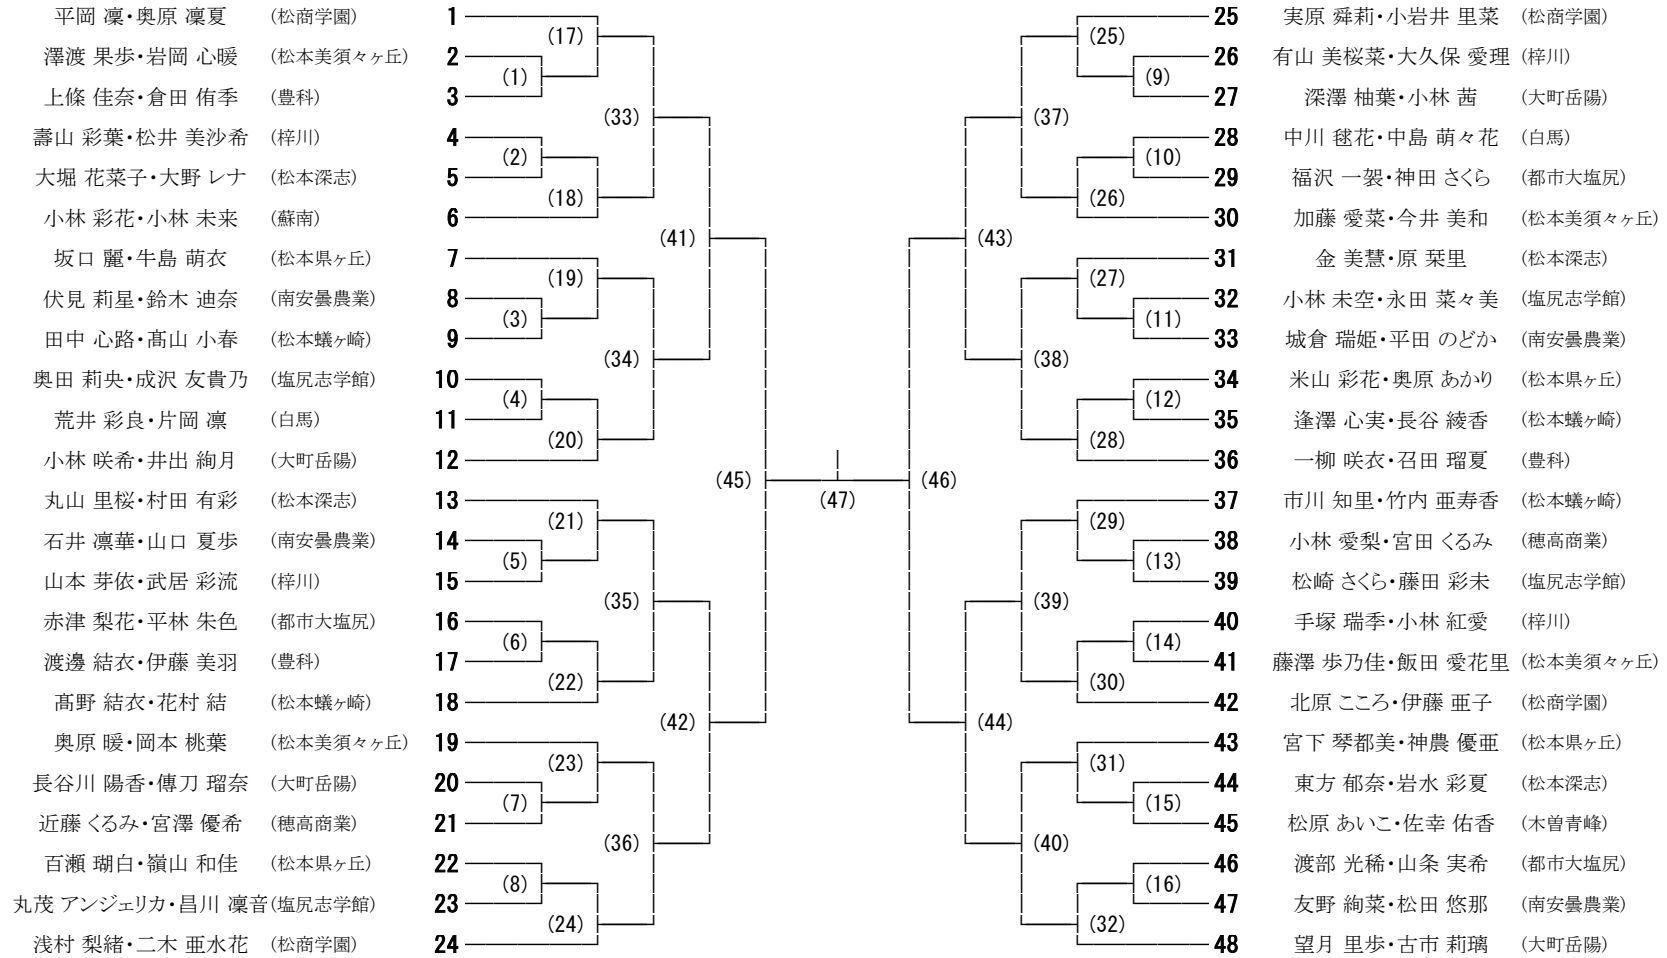 平岡 凜・奥原 凜夏 (松商学園) 1
澤渡 果歩・岩岡 心暖 (松本美須々ヶ丘) 2
上條 佳奈・倉田 侑季 (豊科) 3
壽山 彩葉・松井 美沙希 (梓川) 4
大堀 花菜子・大野 レナ (松本深志) 5
小林 彩花・小林 未来 (蘇南) 6
坂口 麗・牛島 萌衣 (松本県ヶ丘) 7
伏見 莉星・鈴木 迪奈 (南安曇農業) 8
田中 心路・髙山 小春 (松本蟻ヶ崎) 9
奥田 莉央・成沢 友貴乃 (塩尻志学館) 10
荒井 彩良・片岡 凛 (白馬) 11
小林 咲希・井出 絢月 (大町岳陽) 12
丸山 里桜・村田 有彩 (松本深志) 13
石井 凛華・山口 夏歩 (南安曇農業) 14
山本 芽依・武居 彩流 (梓川) 15
赤津 梨花・平林 朱色 (都市大塩尻) 16
渡邊 結衣・伊藤 美羽 (豊科) 17
髙野 結衣・花村 結 (松本蟻ヶ崎) 18
奥原 暖・岡本 桃葉 (松本美須々ヶ丘) 19
長谷川 陽香・傳刀 瑠奈 (大町岳陽) 20
近藤 くるみ・宮澤 優希 (穂高商業) 21
百瀬 瑚白・嶺山 和佳 (松本県ヶ丘) 22
丸茂 アンジェリカ・昌川 凜音 (塩尻志学館) 23
浅村 梨緒・二木 亜水花 (松商学園) 24
(17)
(1)
(33)
(2)
(18)
(41)
(19)
(3)
(34)
(4)
(20)
(45)
(21)
(5)
(35)
(6)
(22)
(42)
(23)
(7)
(36)
(8)
(24)
(47)
(25)
(9)
(37)
(10)
(26)
(43)
(27)
(11)
(38)
(12)
(28)
(46)
(29)
(13)
(39)
(14)
(30)
(44)
(31)
(15)
(40)
(16)
(32)
25 実原 舜莉・小岩井 里菜 (松商学園)
26 有山 美桜菜・大久保 愛理 (梓川)
27 深澤 柚葉・小林 茜 (大町岳陽)
28 中川 毬花・中島 萌々花 (白馬)
29 福沢 一袈・神田 さくら (都市大塩尻)
30 加藤 愛菜・今井 美和 (松本美須々ヶ丘)
31 金 美慧・原 栞里 (松本深志)
32 小林 未空・永田 菜々美 (塩尻志学館)
33 城倉 瑞姫・平田 のどか (南安曇農業)
34 米山 彩花・奥原 あかり (松本県ヶ丘)
35 逢澤 心実・長谷 綾香 (松本蟻ヶ崎)
36 一柳 咲衣・召田 瑠夏 (豊科)
37 市川 知里・竹内 亜寿香 (松本蟻ヶ崎)
38 小林 愛梨・宮田 くるみ (穂高商業)
39 松崎 さくら・藤田 彩未 (塩尻志学館)
40 手塚 瑞季・小林 紅愛 (梓川)
41 藤澤 歩乃佳・飯田 愛花里 (松本美須々ヶ丘)
42 北原 こころ・伊藤 亜子 (松商学園)
43 宮下 琴都美・神農 優亜 (松本県ヶ丘)
44 東方 郁奈・岩水 彩夏 (松本深志)
45 松原 あいこ・佐幸 佑香 (木曽青峰)
46 渡部 光稀・山条 実希 (都市大塩尻)
47 友野 絢菜・松田 悠那 (南安曇農業)
48 望月 里歩・古市 莉璃 (大町岳陽)